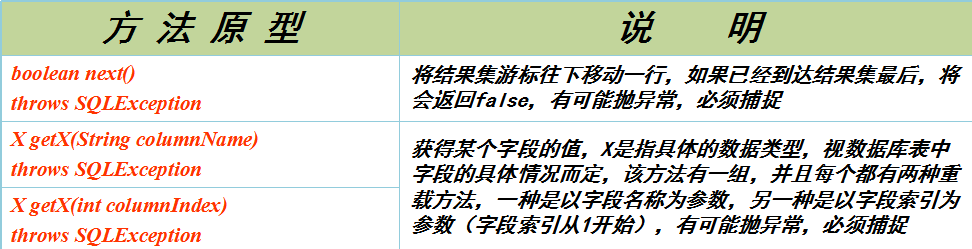 方 法 原 型
说 明
boolean next()
throws SQLException
将结果集游标往下移动一行，如果已经到达结果集最后，将
会返回false，有可能抛异常，必须捕捉
X getX(String columnName)
throws SQLException
X getX(int columnIndex)
throws SQLException
获得某个字段的值，X是指具体的数据类型，视数据库表中
字段的具体情况而定，该方法有一组，并且每个都有两种重
载方法，一种是以字段名称为参数，另一种是以字段索引为
参数（字段索引从1开始），有可能抛异常，必须捕捉